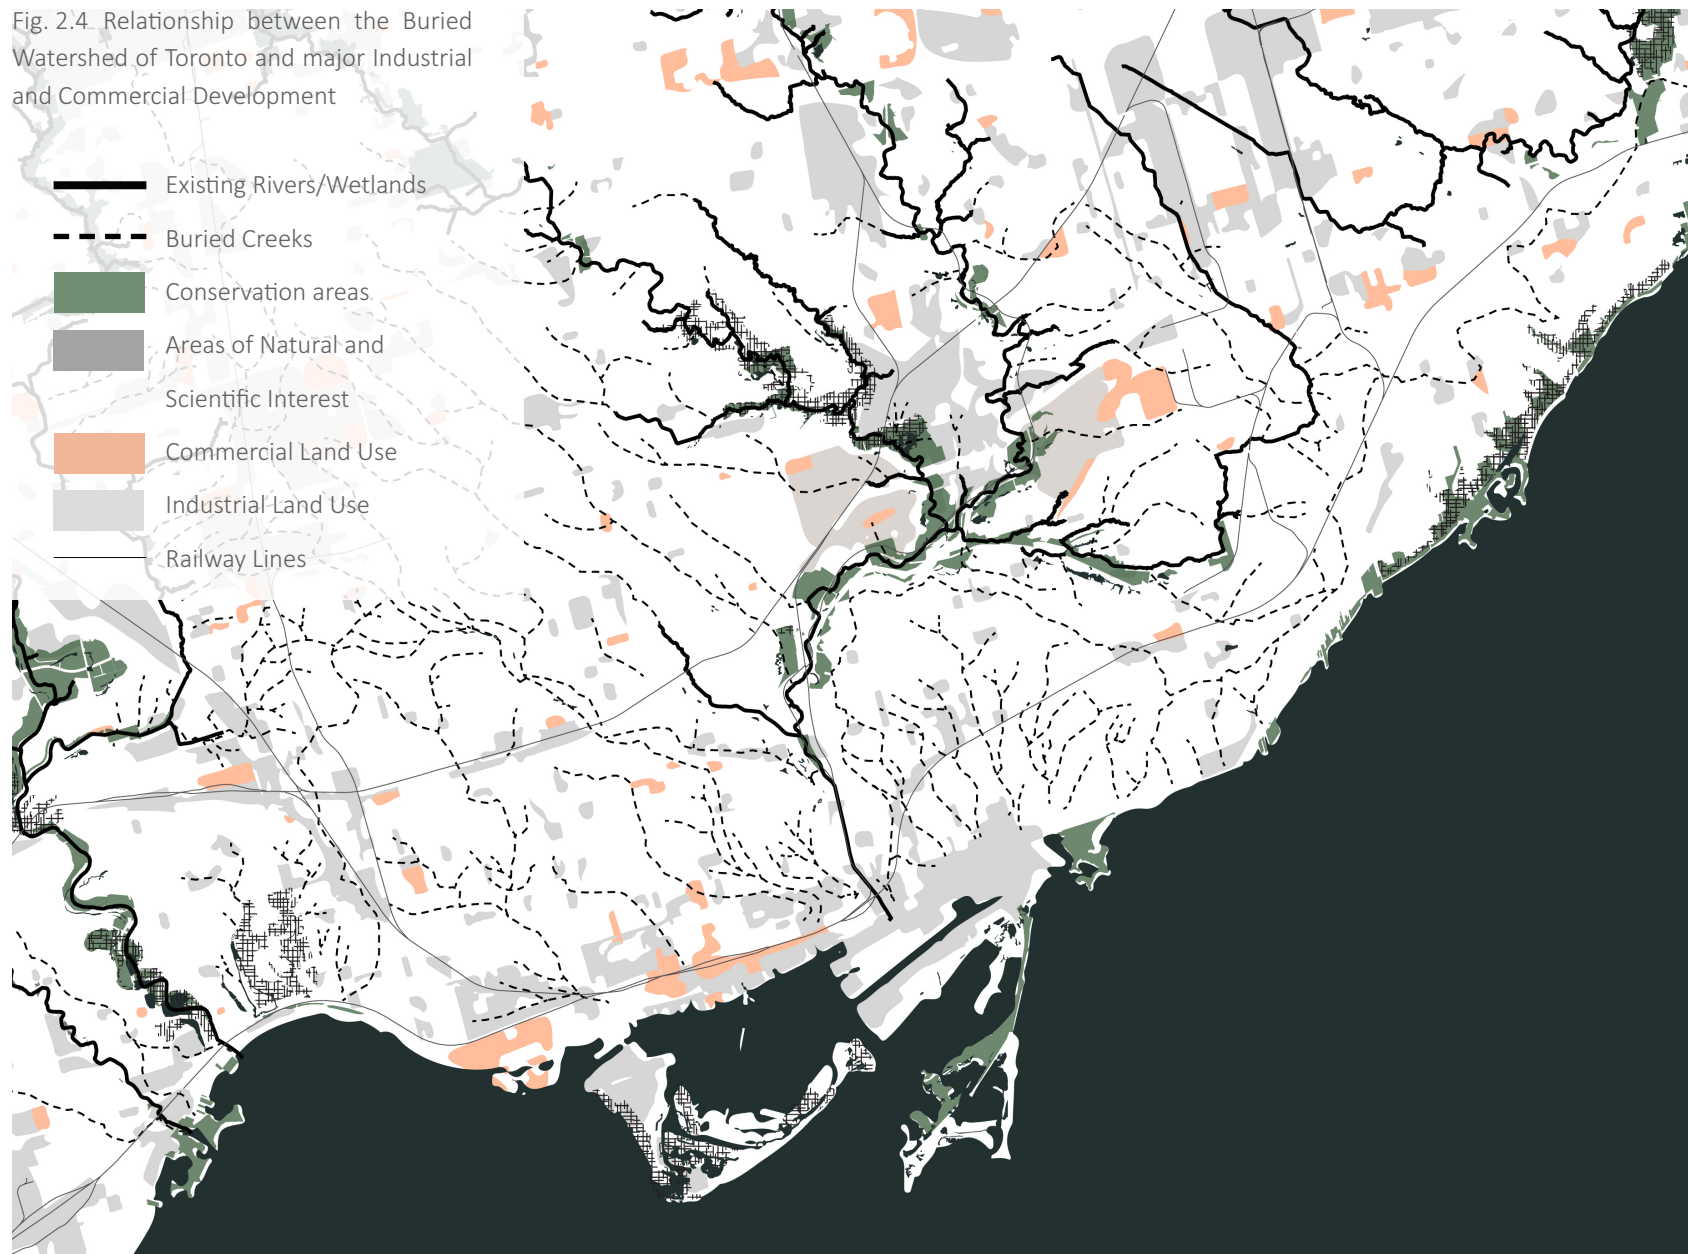 Fig. 2.4 Relationship between the Buried
Watershed of Toronto and major Industrial
and Commercial Development
Existing Rivers/Wetlands
Buried Creeks
Conservation areas
Areas of Natural and
Scientific Interest
Commercial Land Use
Industrial Land Use
Railway Lines